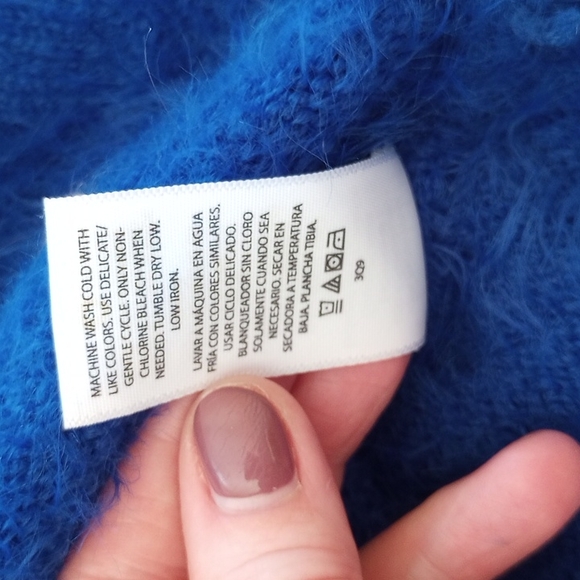 MACHINE WASH COLD WITH
LIKE COLORS. USE DELICATE/
GENTLE CYCLE. ONLY NON-
CHLORINE BLEACH WHEN
NEEDED. TUMBLE DRY LOW.
LOW IRON.
LAVAR A MÁQUINA EN AGUA
FRÍA CON COLORES SIMILARES.
USAR CICLO DELICADO.
BLANQUEADOR SIN CLORO
SOLAMENTE CUANDO SEA
NECESARIO. SECAR EN
SECADORA A TEMPERATURA
BAJA. PLANCHA TIBIA.
309